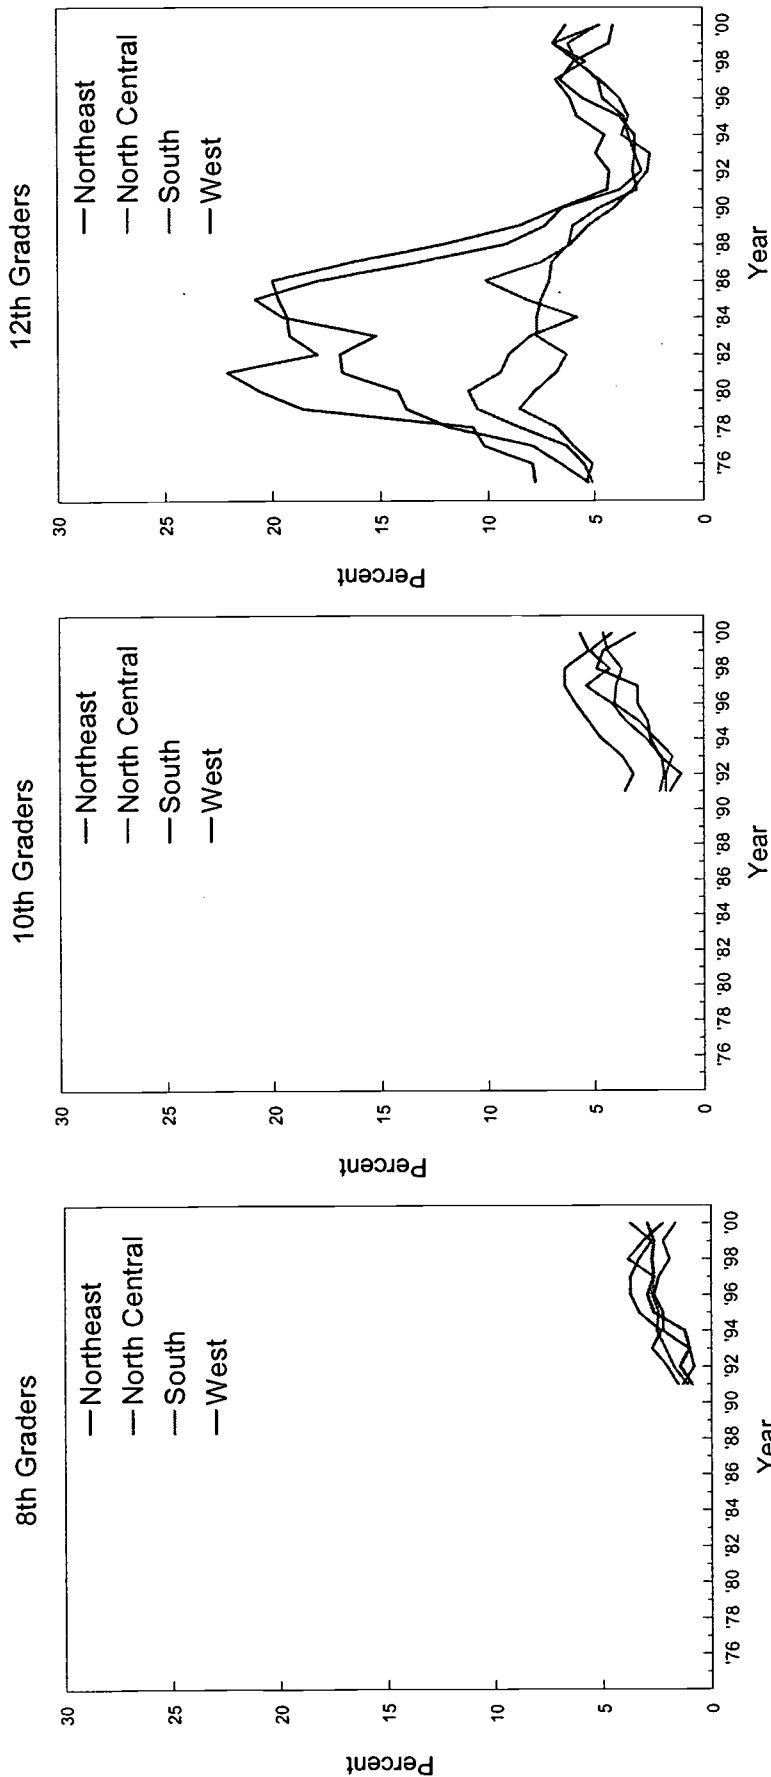 8th Graders
— Northeast
— North Central
— South
— West
Percent
30
25
20
15
10
5
0
'76 '78 '80 '82 '84 '86 '88 '90 '92 '94 '96 '98 '00
Year
10th Graders
— Northeast
— North Central
— South
— West
Percent
30
25
20
15
10
5
0
'76 '78 '80 '82 '84 '86 '88 '90 '92 '94 '96 '98 '00
Year
12th Graders
— Northeast
— North Central
— South
— West
Percent
30
25
20
15
10
5
0
'76 '78 '80 '82 '84 '86 '88 '90 '92 '94 '96 '98 '00
Year